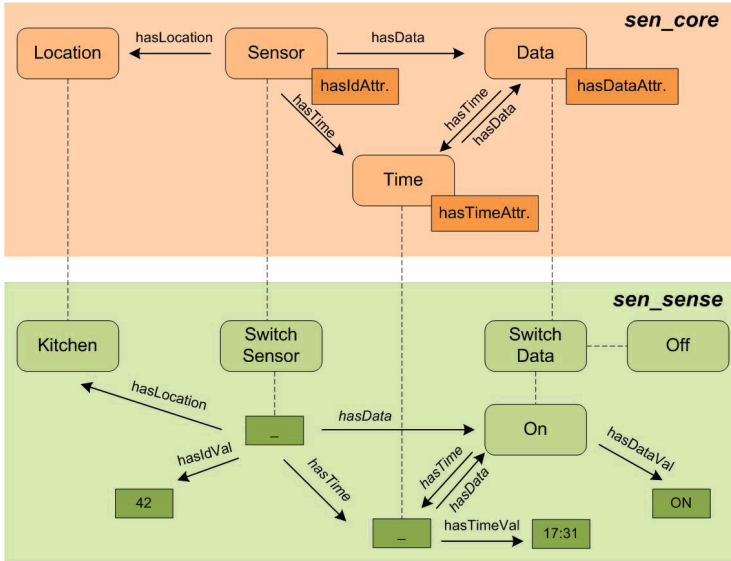 sen_core
Location
hasLocation
Sensor
hasData
Data
hasIdAttr.
hasDataAttr.
hasTime
hasTime
hasData
Time
hasTimeAttr.
sen_sense
Kitchen
Switch
Sensor
Switch
Data
Off
hasLocation
_
hasData
On
hasIdVal
hasTime
hasTime
hasData
hasDataVal
42
_
hasTimeVal
17:31
ON